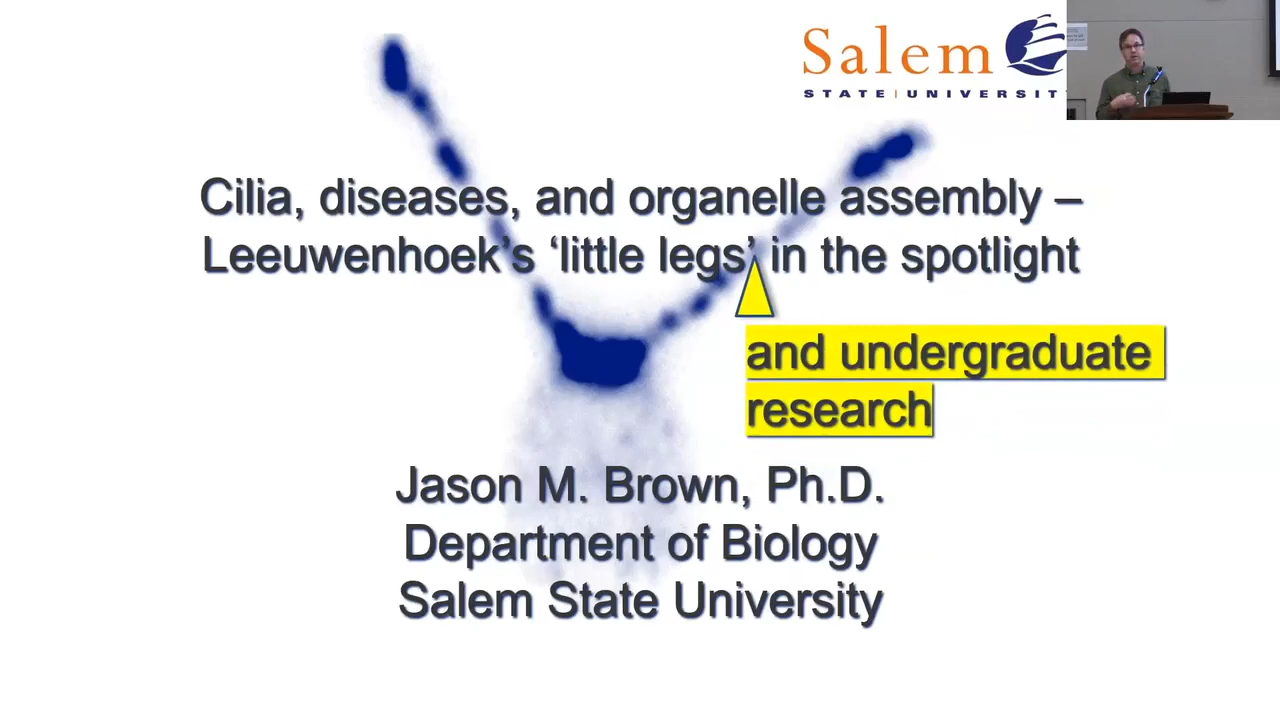 Salem
STATE UNIVERSIT
Cilia, diseases, and organelle assembly –
Leeuwenhoek's 'little legs' in the spotlight
and undergraduate
research
Jason M. Brown, Ph.D.
Department of Biology
Salem State University